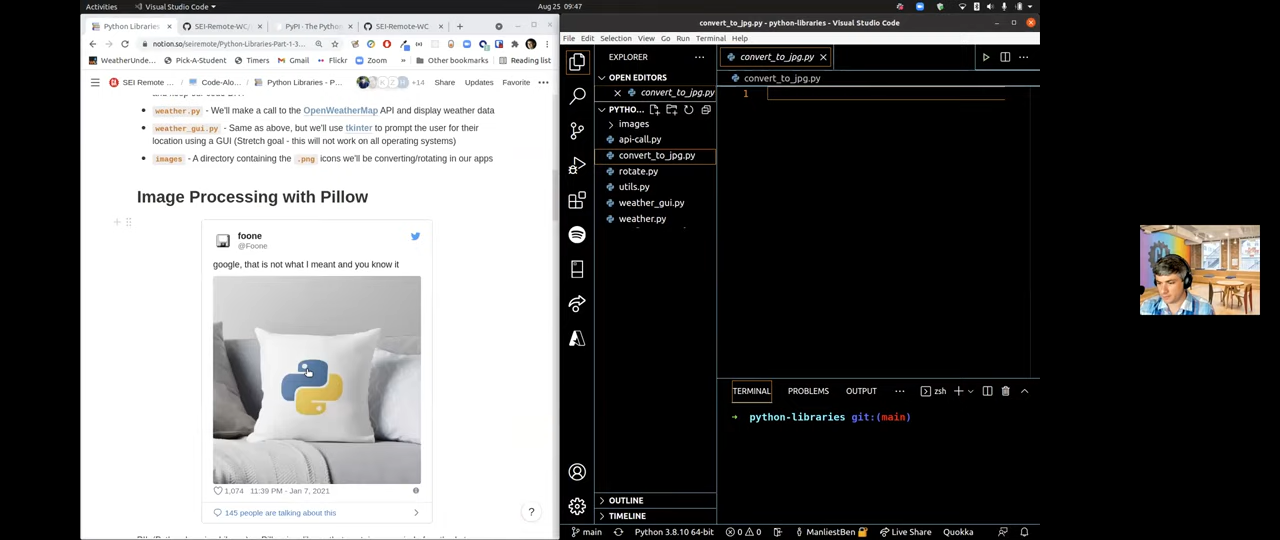 Activities
Visual Studio Code
Aug 25 09:47
Python Libraries
SEI-Remote-WC/
PyPI · The Python
SEI-Remote-WC
notion.so/seiremote/Python-Libraries-Part-1-3...
WeatherUnde...
Pick-A-Student
Timers
Gmail
Flickr
Zoom
»
Other bookmarks
Reading list
SEI Remote ...
/
Code-Alo...
/
Python Libraries - P...
+14
Share
Updates
Favorite
weather.py - We'll make a call to the OpenWeatherMap API and display weather data
weather_gui.py - Same as above, but we'll use tkinter to prompt the user for their
location using a GUI (Stretch goal - this will not work on all operating systems)
images - A directory containing the .png icons we'll be converting/rotating in our apps
Image Processing with Pillow
foone
@Foone
google, that is not what I meant and you know it
1,074 11:39 PM · Jan 7, 2021
145 people are talking about this
?
convert_to_jpg.py - python-libraries - Visual Studio Code
File Edit Selection View Go Run Terminal Help
EXPLORER
OPEN EDITORS
convert_to_jpg.py
PYTHO...
images
api-call.py
convert_to_jpg.py
rotate.py
utils.py
weather_gui.py
weather.py
OUTLINE
TIMELINE
convert_to_jpg.py
convert_to_jpg.py
1
TERMINAL
PROBLEMS
OUTPUT
zsh
→ python-libraries git:(main)
main
Python 3.8.10 64-bit
0
0
ManliestBen
Live Share
Quokka